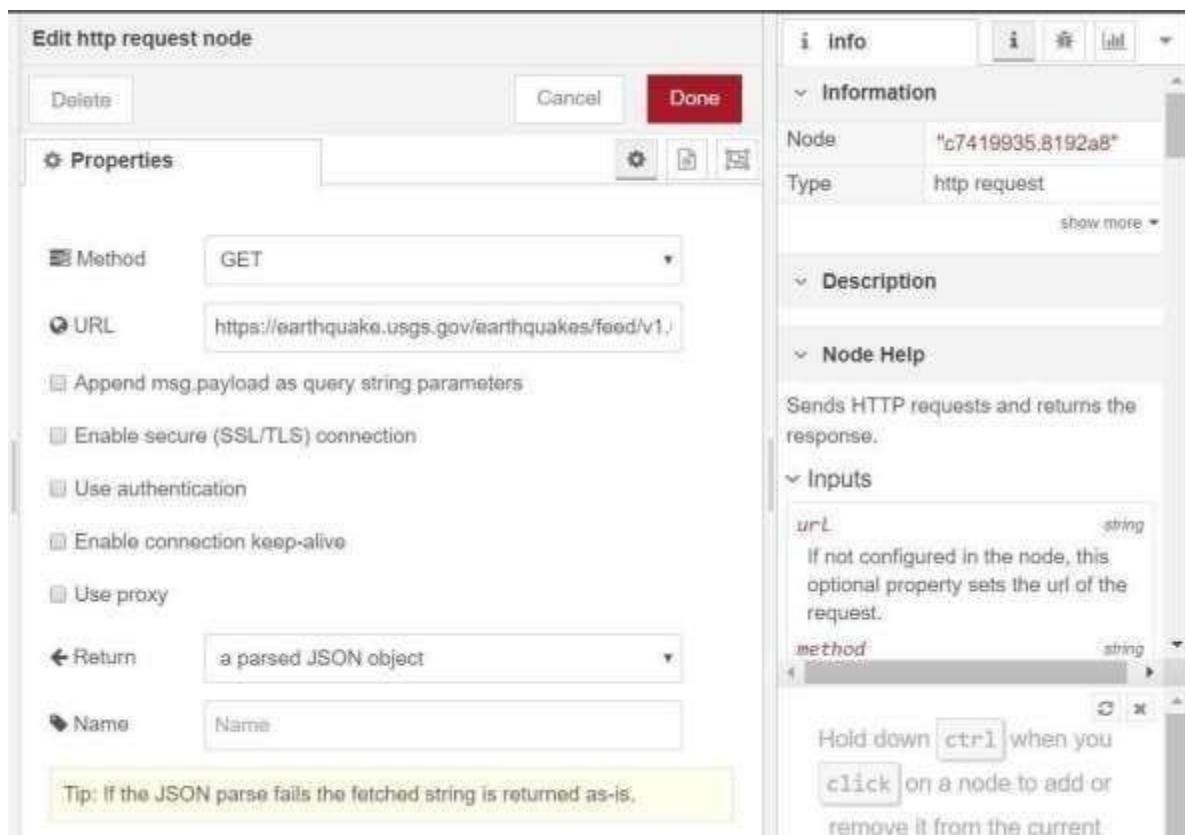 Edit http request node
Delete
Cancel
Done
Properties
Method
GET
URL
https://earthquake.usgs.gov/earthquakes/feed/v1.
Append msg.payload as query string parameters
Enable secure (SSL/TLS) connection
Use authentication
Enable connection keep-alive
Use proxy
Return
a parsed JSON object
Name
Name
Tip: If the JSON parse fails the fetched string is returned as-is.
i info
i
Information
Node
"c7419935.8192a8"
Type
http request
show more
Description
Node Help
Sends HTTP requests and returns the
response.
Inputs
url
string
If not configured in the node, this
optional property sets the url of the
request.
method
string
Hold down ctrl when you
click on a node to add or
remove it from the current